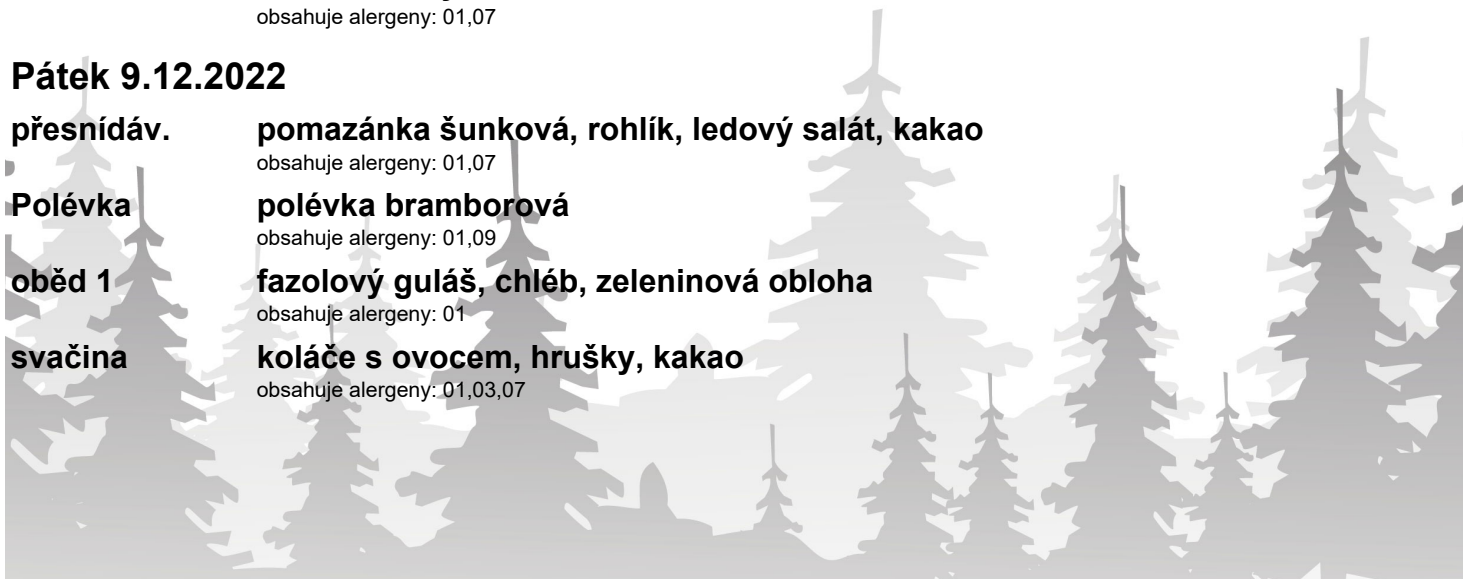 obsahuje alergeny: 01,07
Pátek 9.12.2022
přesnídáv. pomazánka šunková, rohlík, ledový salát, kakao
obsahuje alergeny: 01,07
Polévka polévka bramborová
obsahuje alergeny: 01,09
oběd 1 fazolový guláš, chléb, zeleninová obloha
obsahuje alergeny: 01
svačina koláče s ovocem, hrušky, kakao
obsahuje alergeny: 01,03,07